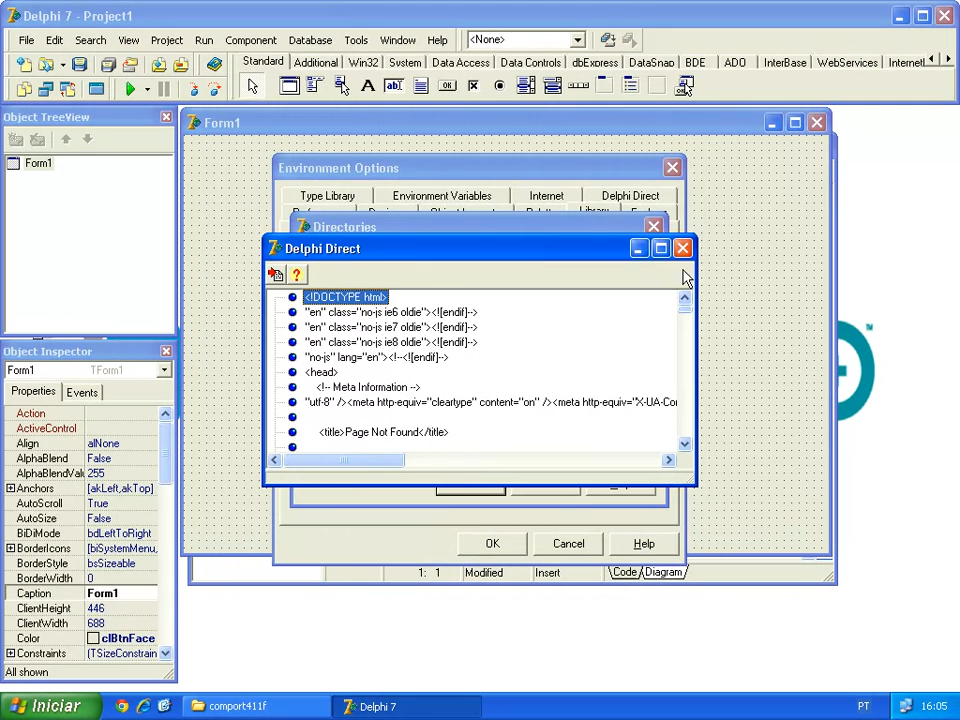 Delphi 7 - Project1
File Edit Search View Project Run Component Database Tools Window Help <None>
Standard Additional Win32 System Data Access Data Controls dbExpress DataSnap BDE ADO InterBase WebServices Internet
Object TreeView
Form1
Form1
Environment Options
Type Library Environment Variables Internet Delphi Direct
Library
Directories
Delphi Direct
<!DOCTYPE html>
"en" class="no-js ie6 oldie"><![endif]-->
"en" class="no-js ie7 oldie"><![endif]-->
"en" class="no-js ie8 oldie"><![endif]-->
"no-js" lang="en"><!--<![endif]-->
<head>
<!-- Meta Information -->
"utf-8" /><meta http-equiv="cleartype" content="on" /><meta http-equiv="X-UA-Con
<title>Page Not Found</title>
OK Cancel Help
1: 1 Modified Insert Code Diagram
Object Inspector
Form1 TForm1
Properties Events
Action
ActiveControl
Align alNone
AlphaBlend False
AlphaBlendValu 255
Anchors [akLeft,akTop]
AutoScroll True
AutoSize False
BiDiMode bdLeftToRight
BorderIcons [biSystemMenu,
BorderStyle bsSizeable
BorderWidth 0
Caption Form1
ClientHeight 446
ClientWidth 688
Color clBtnFace
Constraints (TSizeConstrain
All shown
TM
Iniciar comport411f Delphi 7 PT 16:05